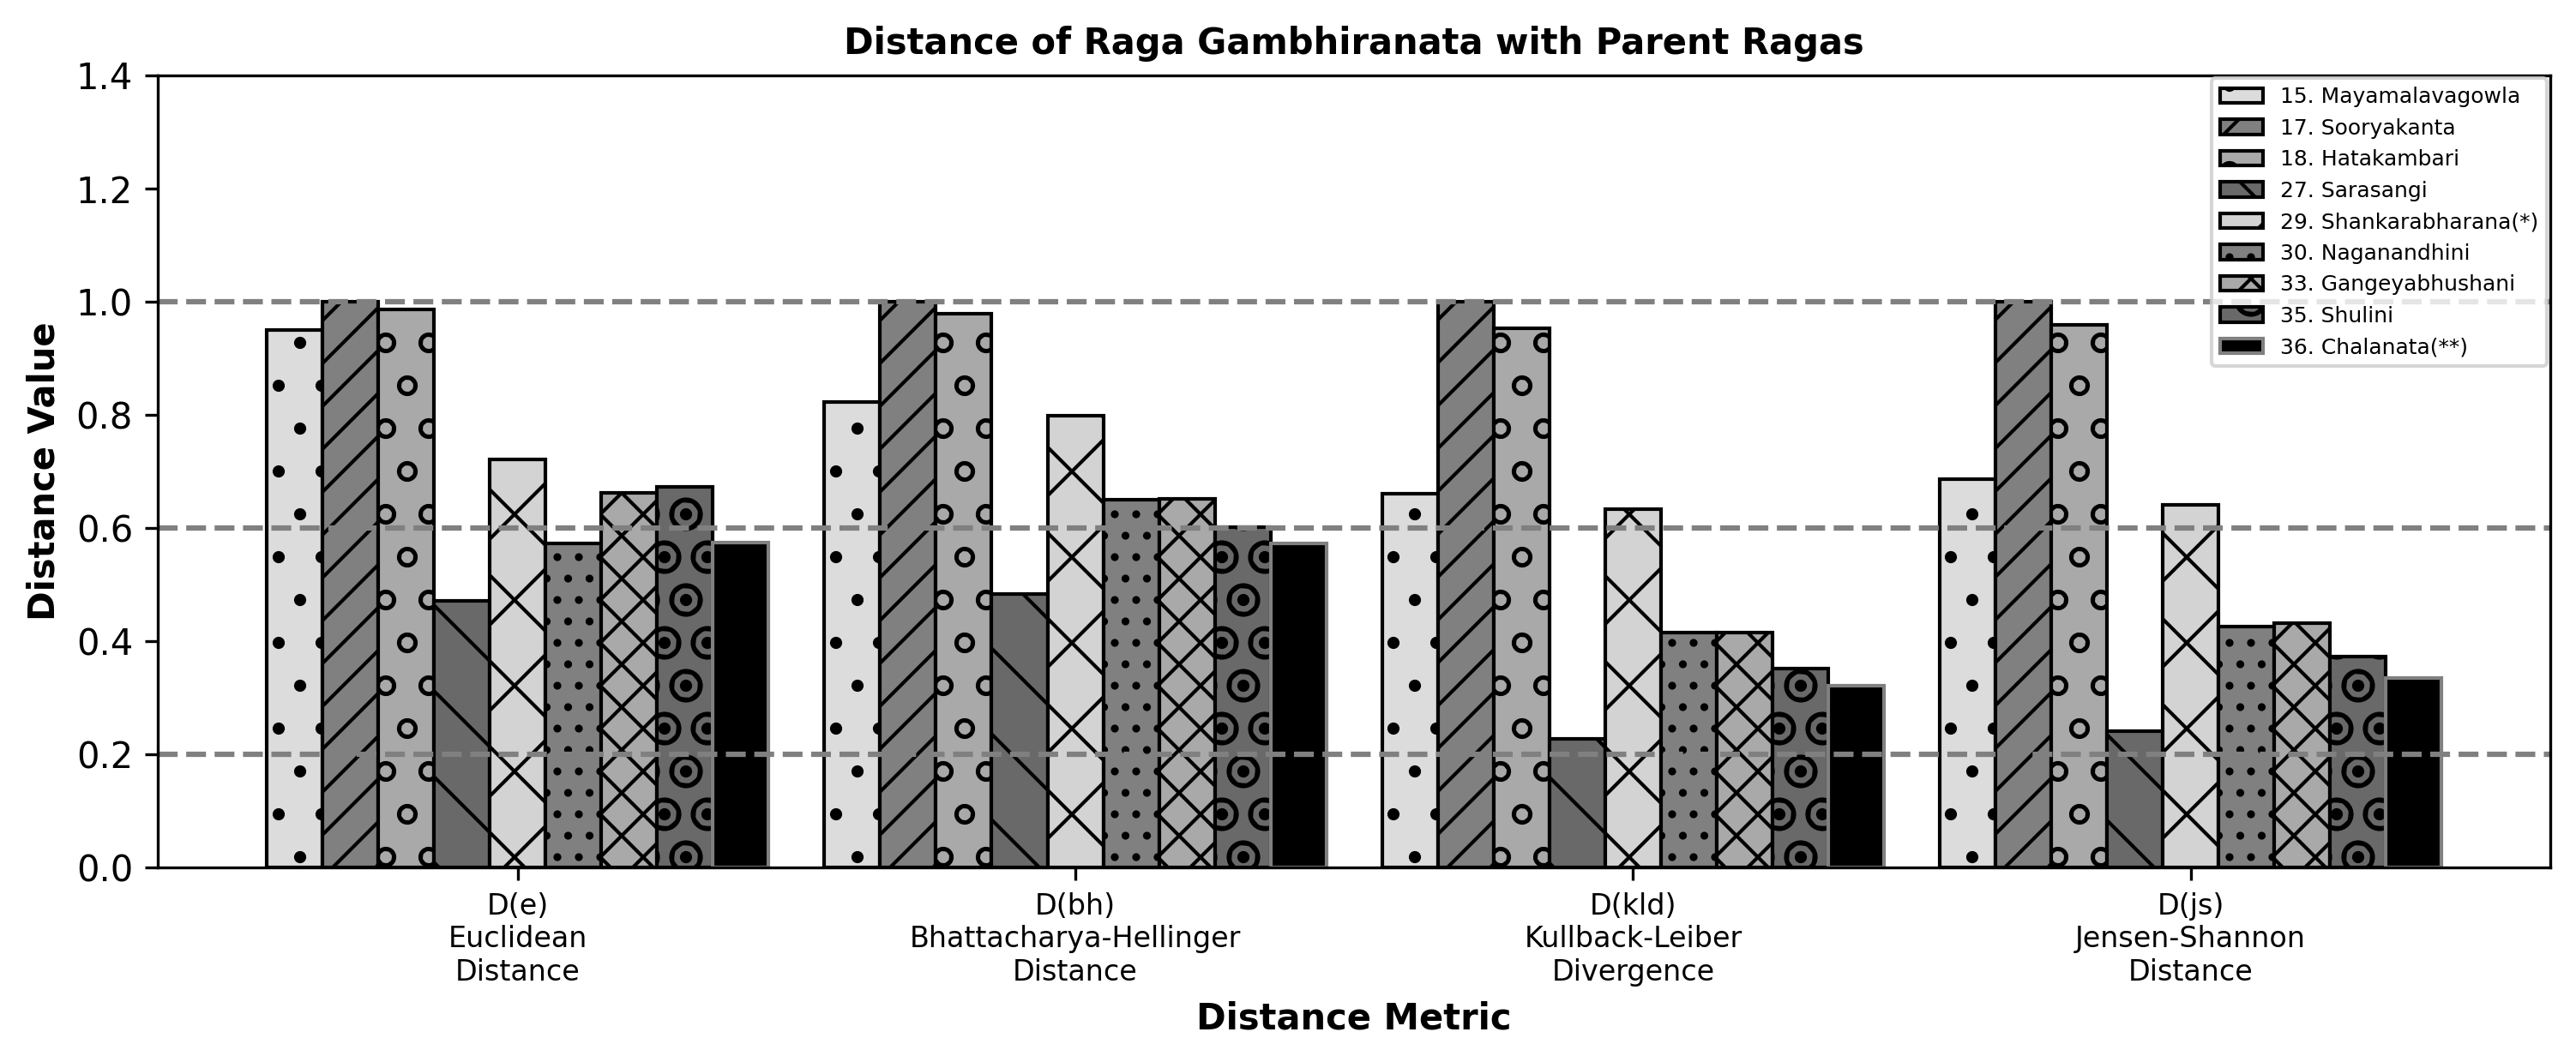 Distance of Raga Gambhiranata with Parent Ragas
Distance Value
1.4
1.2
1.0
0.8
0.6
0.4
0.2
0.0
15. Mayamalavagowla
17. Sooryakanta
18. Hatakambari
27. Sarasangi
29. Shankarabharana(*)
30. Naganandhini
33. Gangeyabhushani
35. Shulini
36. Chalanata(**)
D(e)
Euclidean
Distance
D(bh)
Bhattacharya-Hellinger
Distance
D(kld)
Kullback-Leiber
Divergence
D(js)
Jensen-Shannon
Distance
Distance Metric